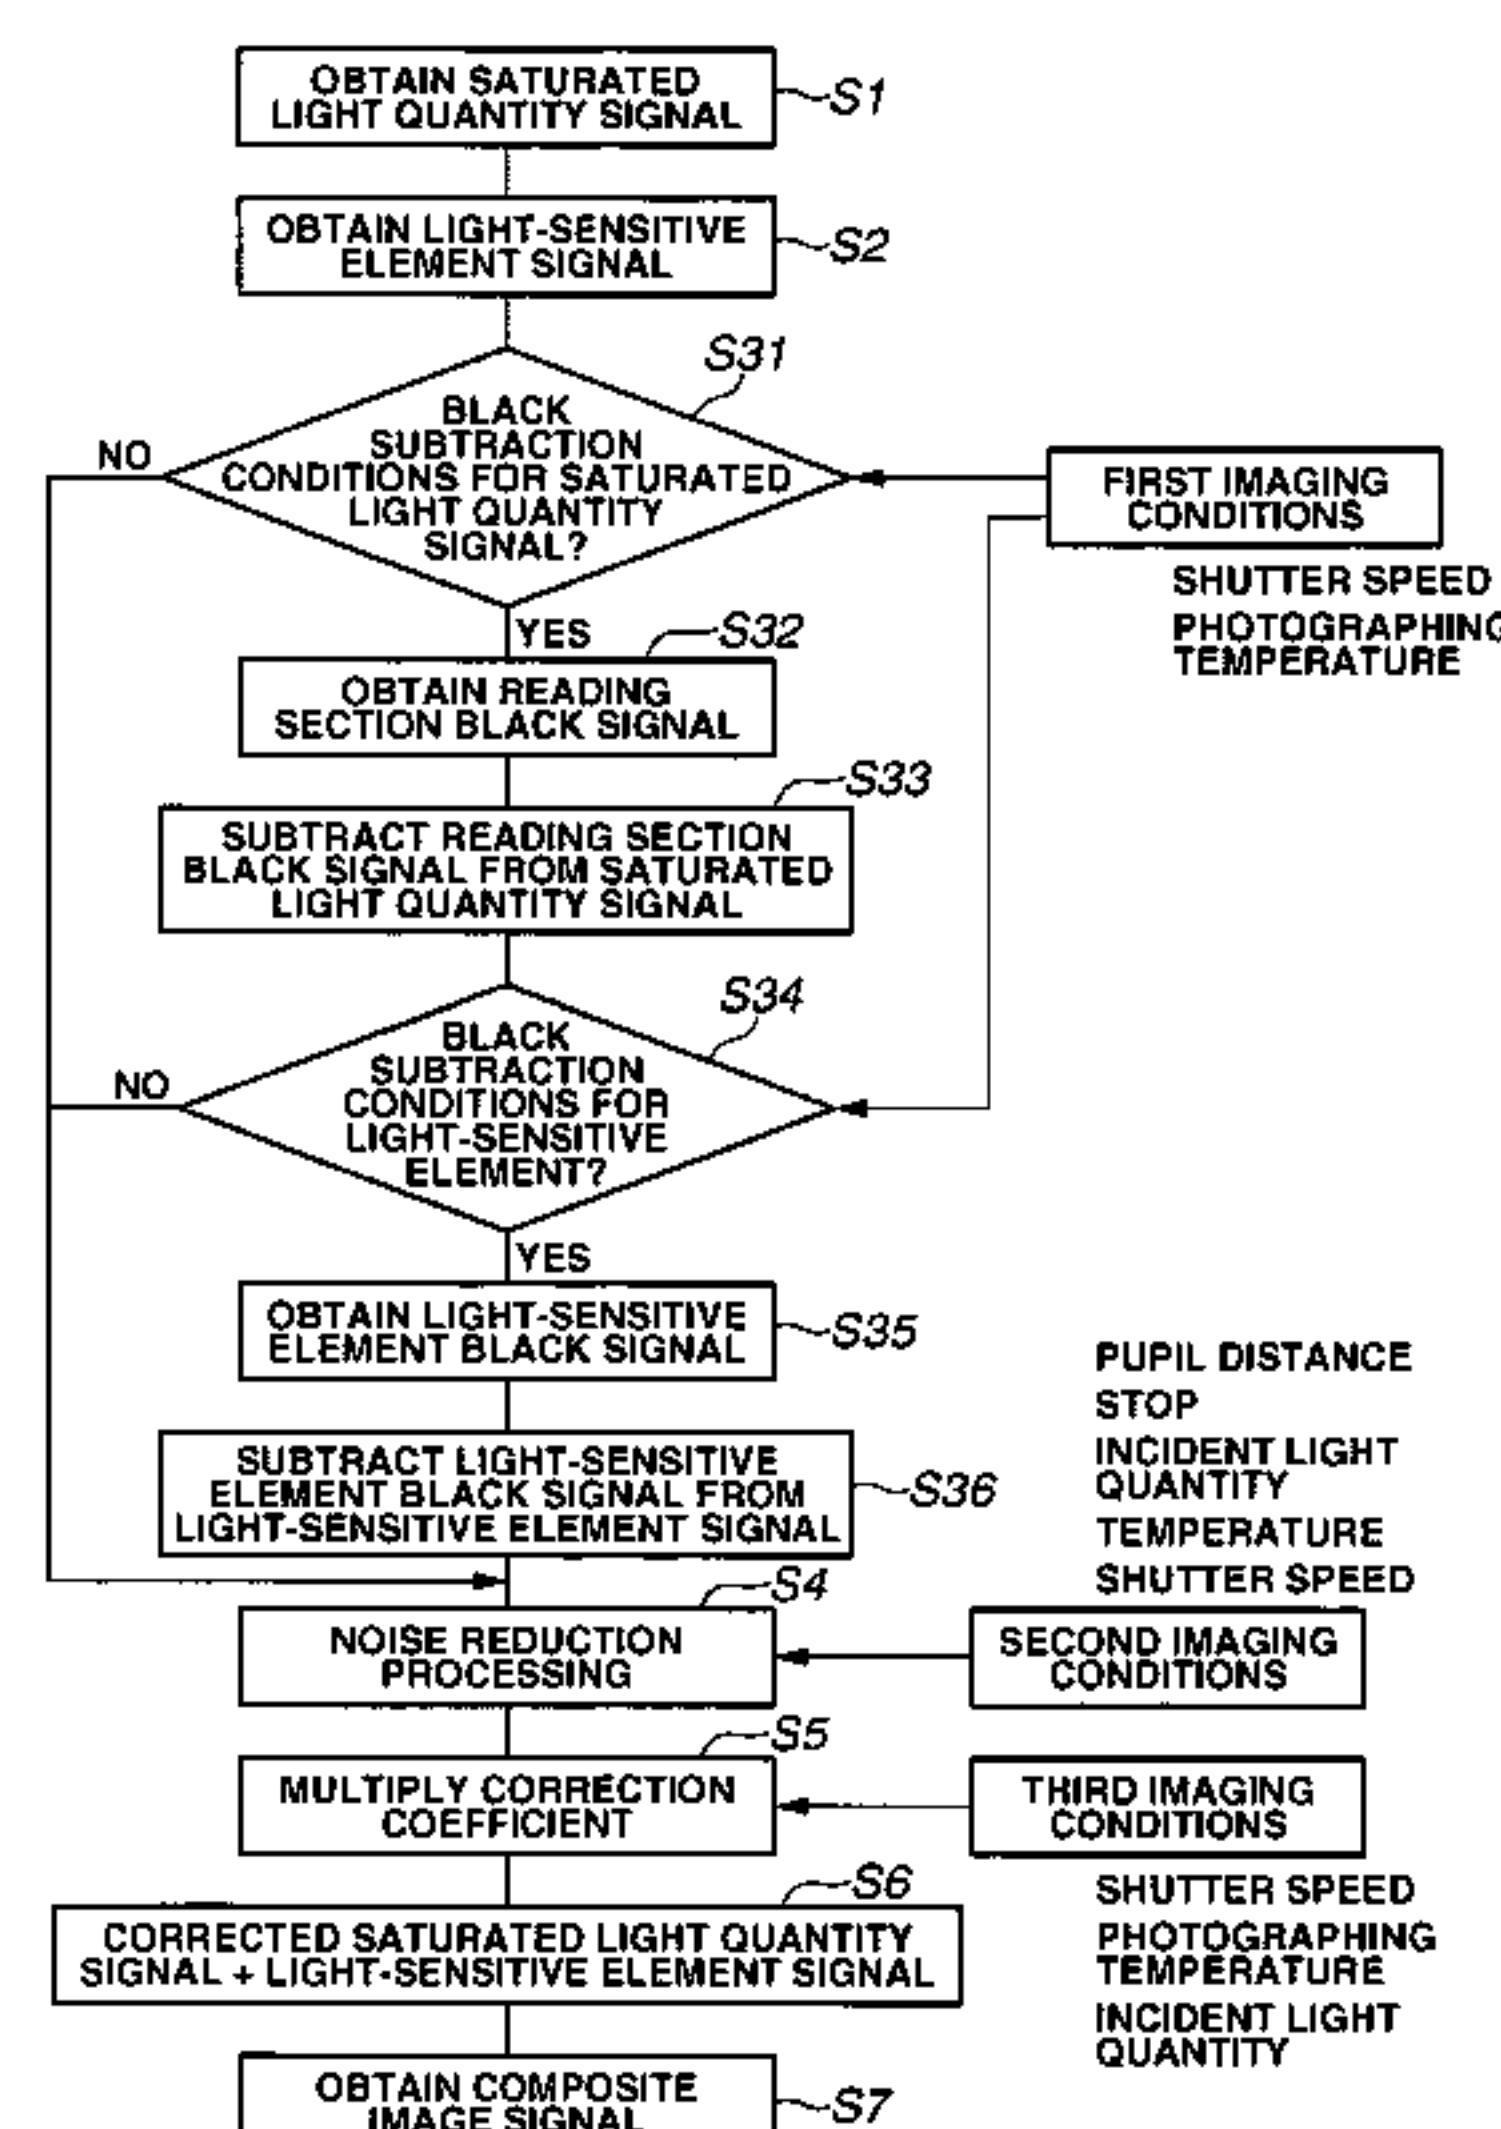 OBTAIN SATURATED
LIGHT QUANTITY SIGNAL
S1
OBTAIN LIGHT-SENSITIVE
ELEMENT SIGNAL
S2
S31
BLACK
SUBTRACTION
CONDITIONS FOR SATURATED
LIGHT QUANTITY
SIGNAL?
NO
FIRST IMAGING
CONDITIONS
SHUTTER SPEED
PHOTOGRAPHING
TEMPERATURE
YES
S32
OBTAIN READING
SECTION BLACK SIGNAL
S33
SUBTRACT READING SECTION
BLACK SIGNAL FROM SATURATED
LIGHT QUANTITY SIGNAL
S34
BLACK
SUBTRACTION
CONDITIONS FOR
LIGHT-SENSITIVE
ELEMENT?
NO
YES
OBTAIN LIGHT-SENSITIVE
ELEMENT BLACK SIGNAL
S35
SUBTRACT LIGHT-SENSITIVE
ELEMENT BLACK SIGNAL FROM
LIGHT-SENSITIVE ELEMENT SIGNAL
S36
PUPIL DISTANCE
STOP
INCIDENT LIGHT
QUANTITY
TEMPERATURE
SHUTTER SPEED
S4
NOISE REDUCTION
PROCESSING
SECOND IMAGING
CONDITIONS
S5
MULTIPLY CORRECTION
COEFFICIENT
THIRD IMAGING
CONDITIONS
SHUTTER SPEED
PHOTOGRAPHING
TEMPERATURE
INCIDENT LIGHT
QUANTITY
S6
CORRECTED SATURATED LIGHT QUANTITY
SIGNAL + LIGHT-SENSITIVE ELEMENT SIGNAL
OBTAIN COMPOSITE
IMAGE SIGNAL
S7